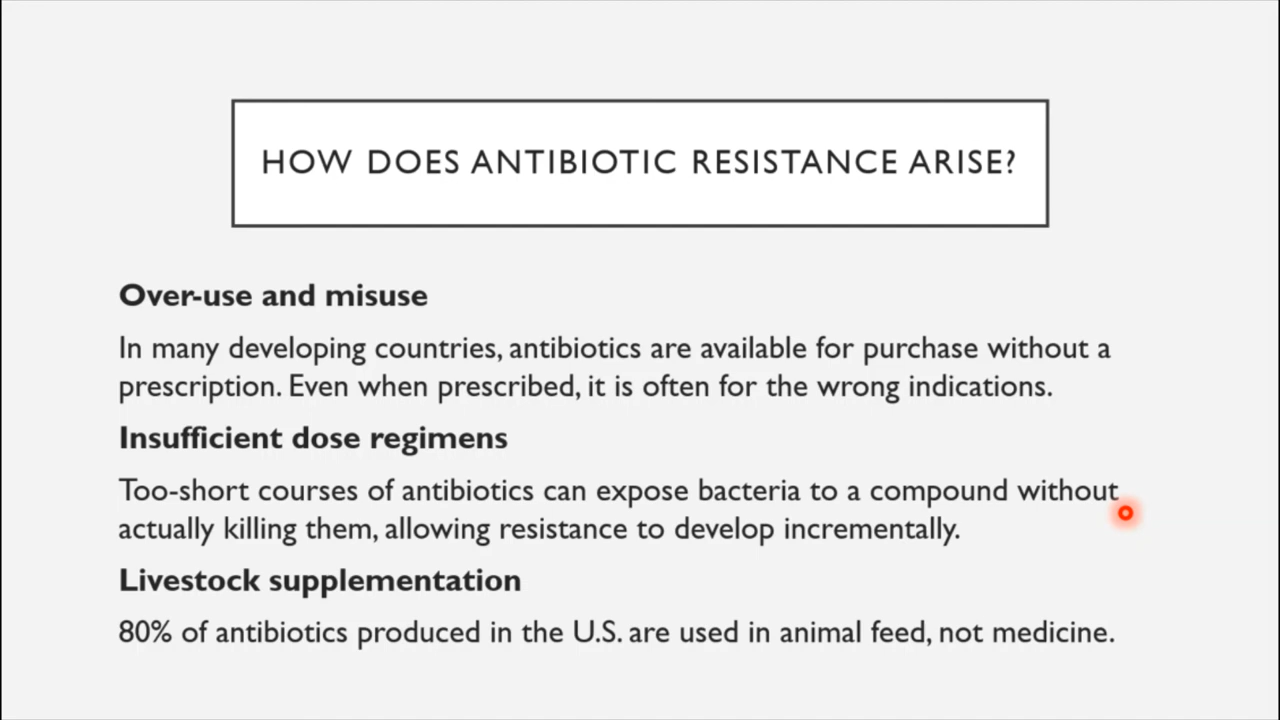 HOW DOES ANTIBIOTIC RESISTANCE ARISE?
Over-use and misuse
In many developing countries, antibiotics are available for purchase without a
prescription. Even when prescribed, it is often for the wrong indications.
Insufficient dose regimens
Too-short courses of antibiotics can expose bacteria to a compound without
actually killing them, allowing resistance to develop incrementally.
Livestock supplementation
80% of antibiotics produced in the U.S. are used in animal feed, not medicine.